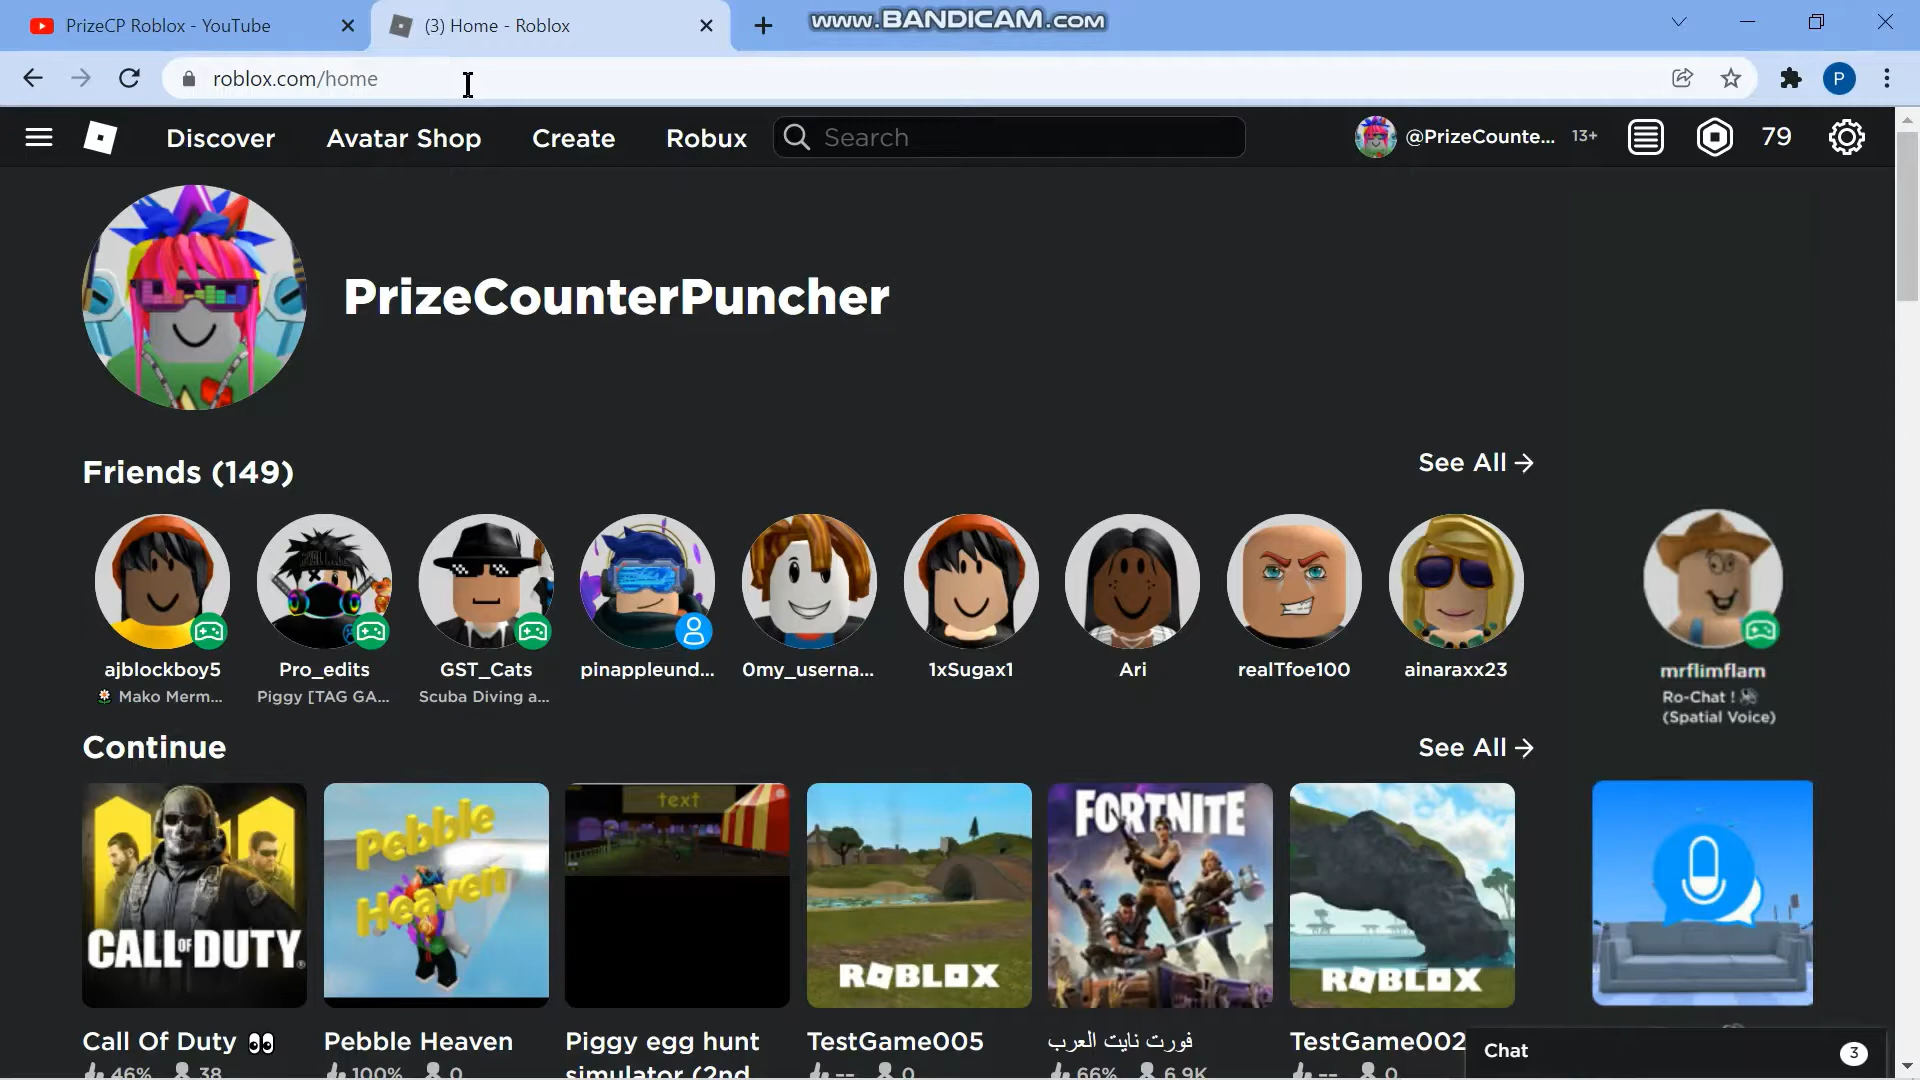 PrizeCP Roblox - YouTube
(3) Home - Roblox
www.BANDICAM.COM
roblox.com/home
P
Discover
Avatar Shop
Create
Robux
Search
@PrizeCounte...
13+
79
PrizeCounterPuncher
Friends (149)
See All
ajblockboy5
Pro_edits
GST_Cats
pinappleund...
0my_userna...
1xSugax1
Ari
realTfoe100
ainaraxx23
mrflimflam
Mako Merm...
Piggy [TAG GA...
Scuba Diving a...
Ro-Chat !
(Spatial Voice)
Continue
See All
CALL OF DUTY
Pebble
Heaven
text
ROBLOX
FORTNITE
ROBLOX
Call Of Duty 👀
Pebble Heaven
Piggy egg hunt
simulator (2nd
TestGame005
فورت نايت العرب
TestGame002
46%
38
100%
0
--
0
66%
6.9K
--
0
Chat
3